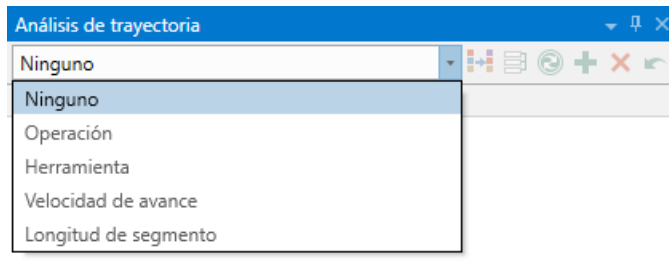 Análisis de trayectoria
Ninguno
Ninguno
Operación
Herramienta
Velocidad de avance
Longitud de segmento